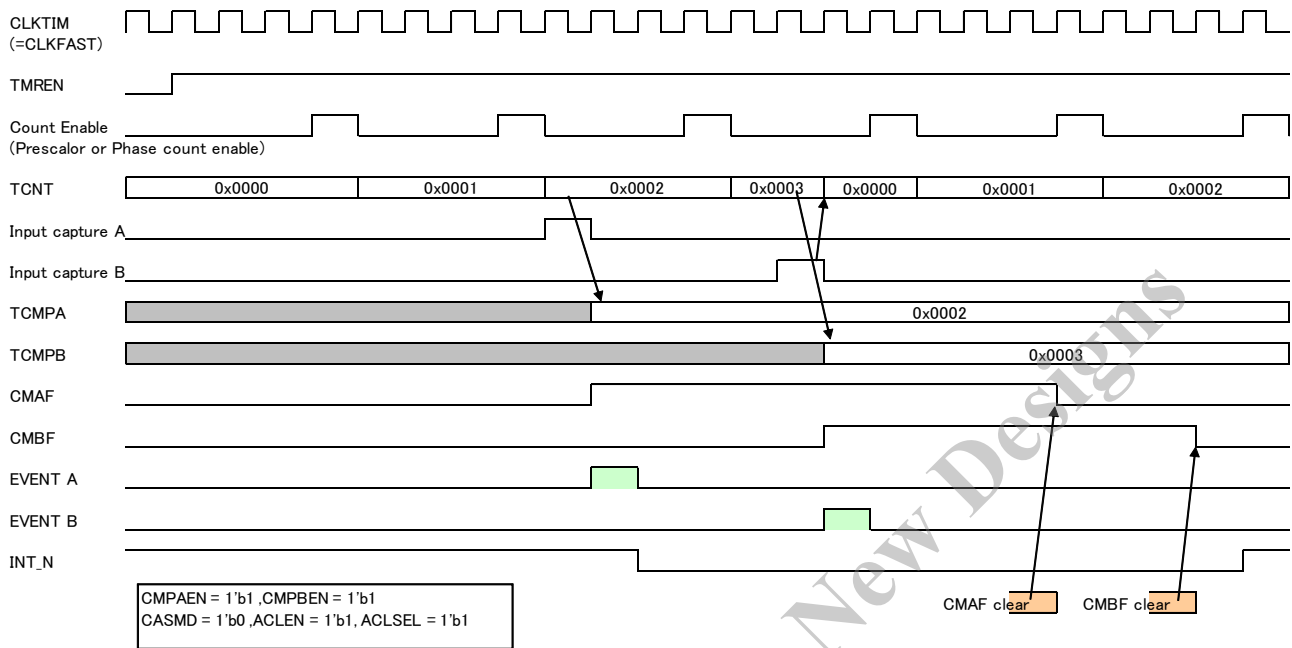 CLKTIM
(=CLKFAST)
TMREN
Count Enable
(Prescalor or Phase count enable)
TCNT 0x0000 0x0001 0x0002 0x0003 0x0000 0x0001 0x0002
Input capture A
Input capture B
TCMPA 0x0002
TCMPB 0x0003
CMAF
CMBF
EVENT A
EVENT B
INT_N
CMPAEN = 1'b1 ,CMPBEN = 1'b1
CASMD = 1'b0 ,ACLEN = 1'b1, ACLSEL = 1'b1
CMAF clear CMBF clear
New Designs